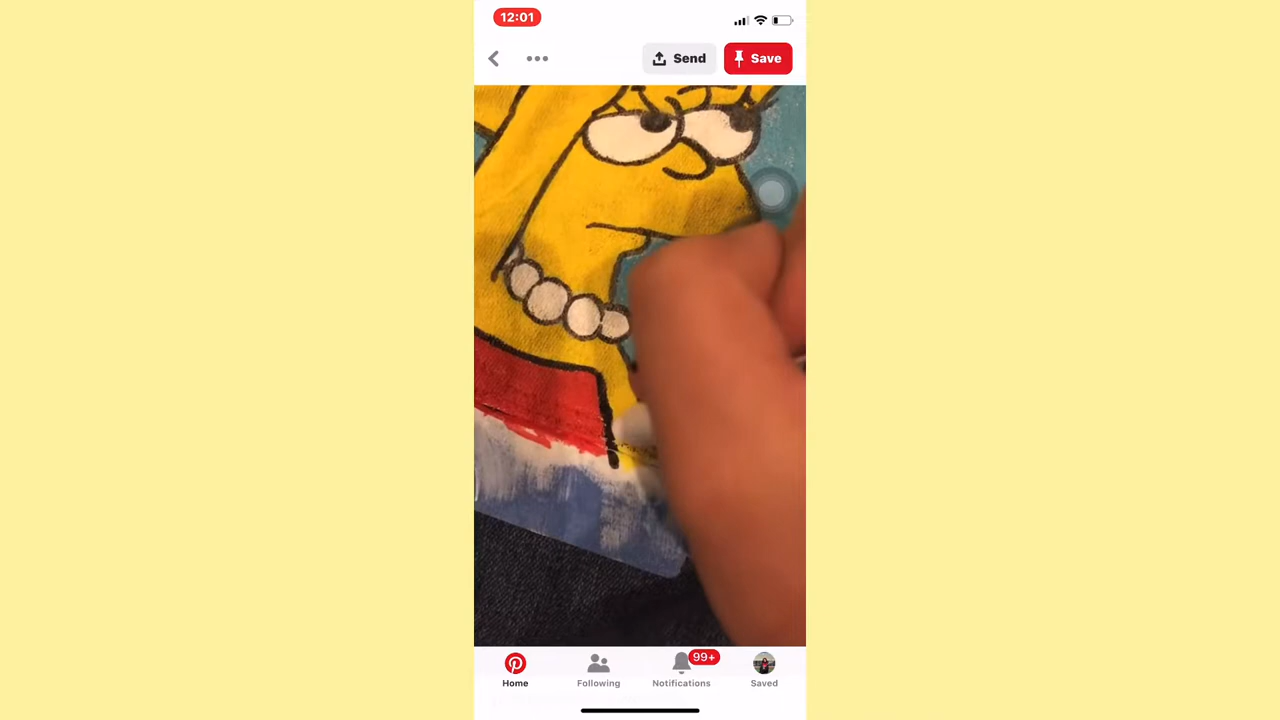 12:01
Send
Save
99+
Home
Following
Notifications
Saved